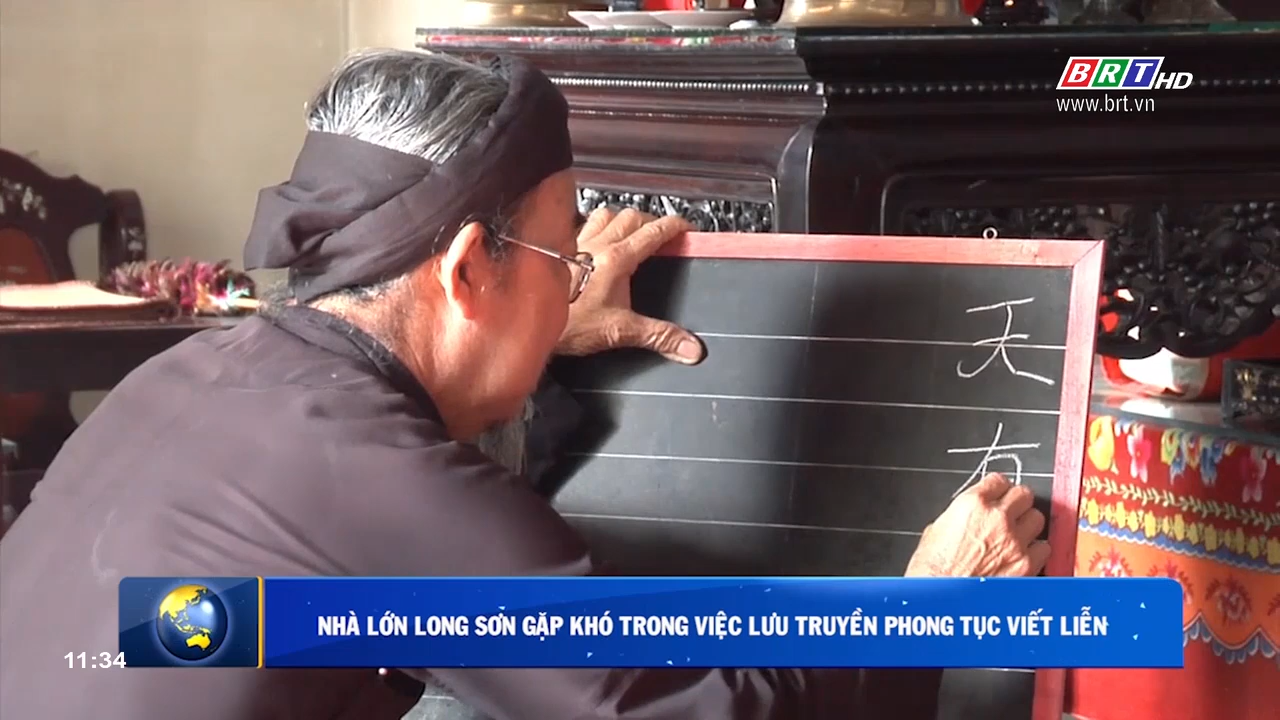 BRT HD
www.brt.vn
天
有
NHÀ LỚN LONG SƠN GẶP KHÓ TRONG VIỆC LƯU TRUYỀN PHONG TỤC VIẾT LIỄN
11:34